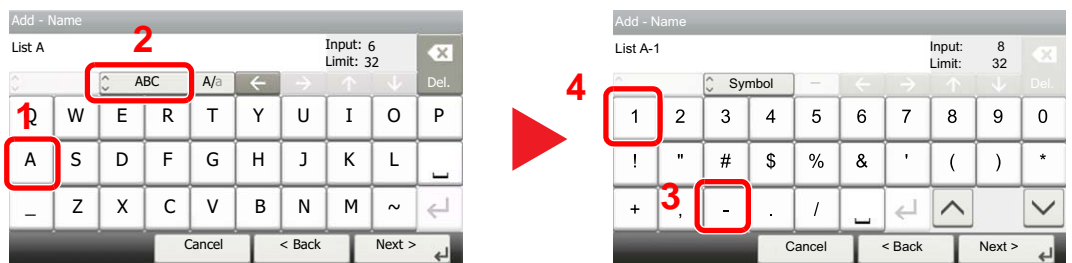 Add - Name
2
List A
Input: 6
Limit: 32
ABC
A/a
Del.
1
Q W E R T Y U I O P
A S D F G H J K L
_ Z X C V B N M ~
Cancel < Back Next >
Add - Name
List A-1
Input: 8
Limit: 32
4
Symbol
Del.
1 2 3 4 5 6 7 8 9 0
! " # $ % & ' ( ) *
3
+ , - . /
Cancel < Back Next >